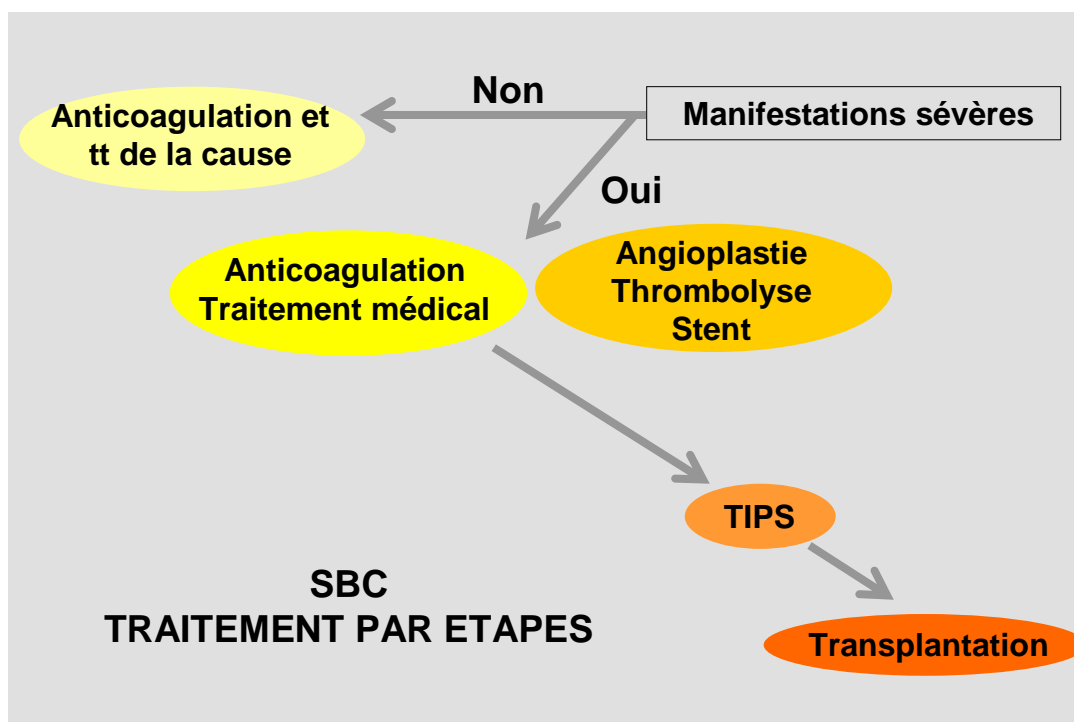 Non
Manifestations sévères
Anticoagulation et
tt de la cause
Oui
Anticoagulation
Traitement médical
Angioplastie
Thrombolyse
Stent
TIPS
SBC
TRAITEMENT PAR ETAPES
Transplantation